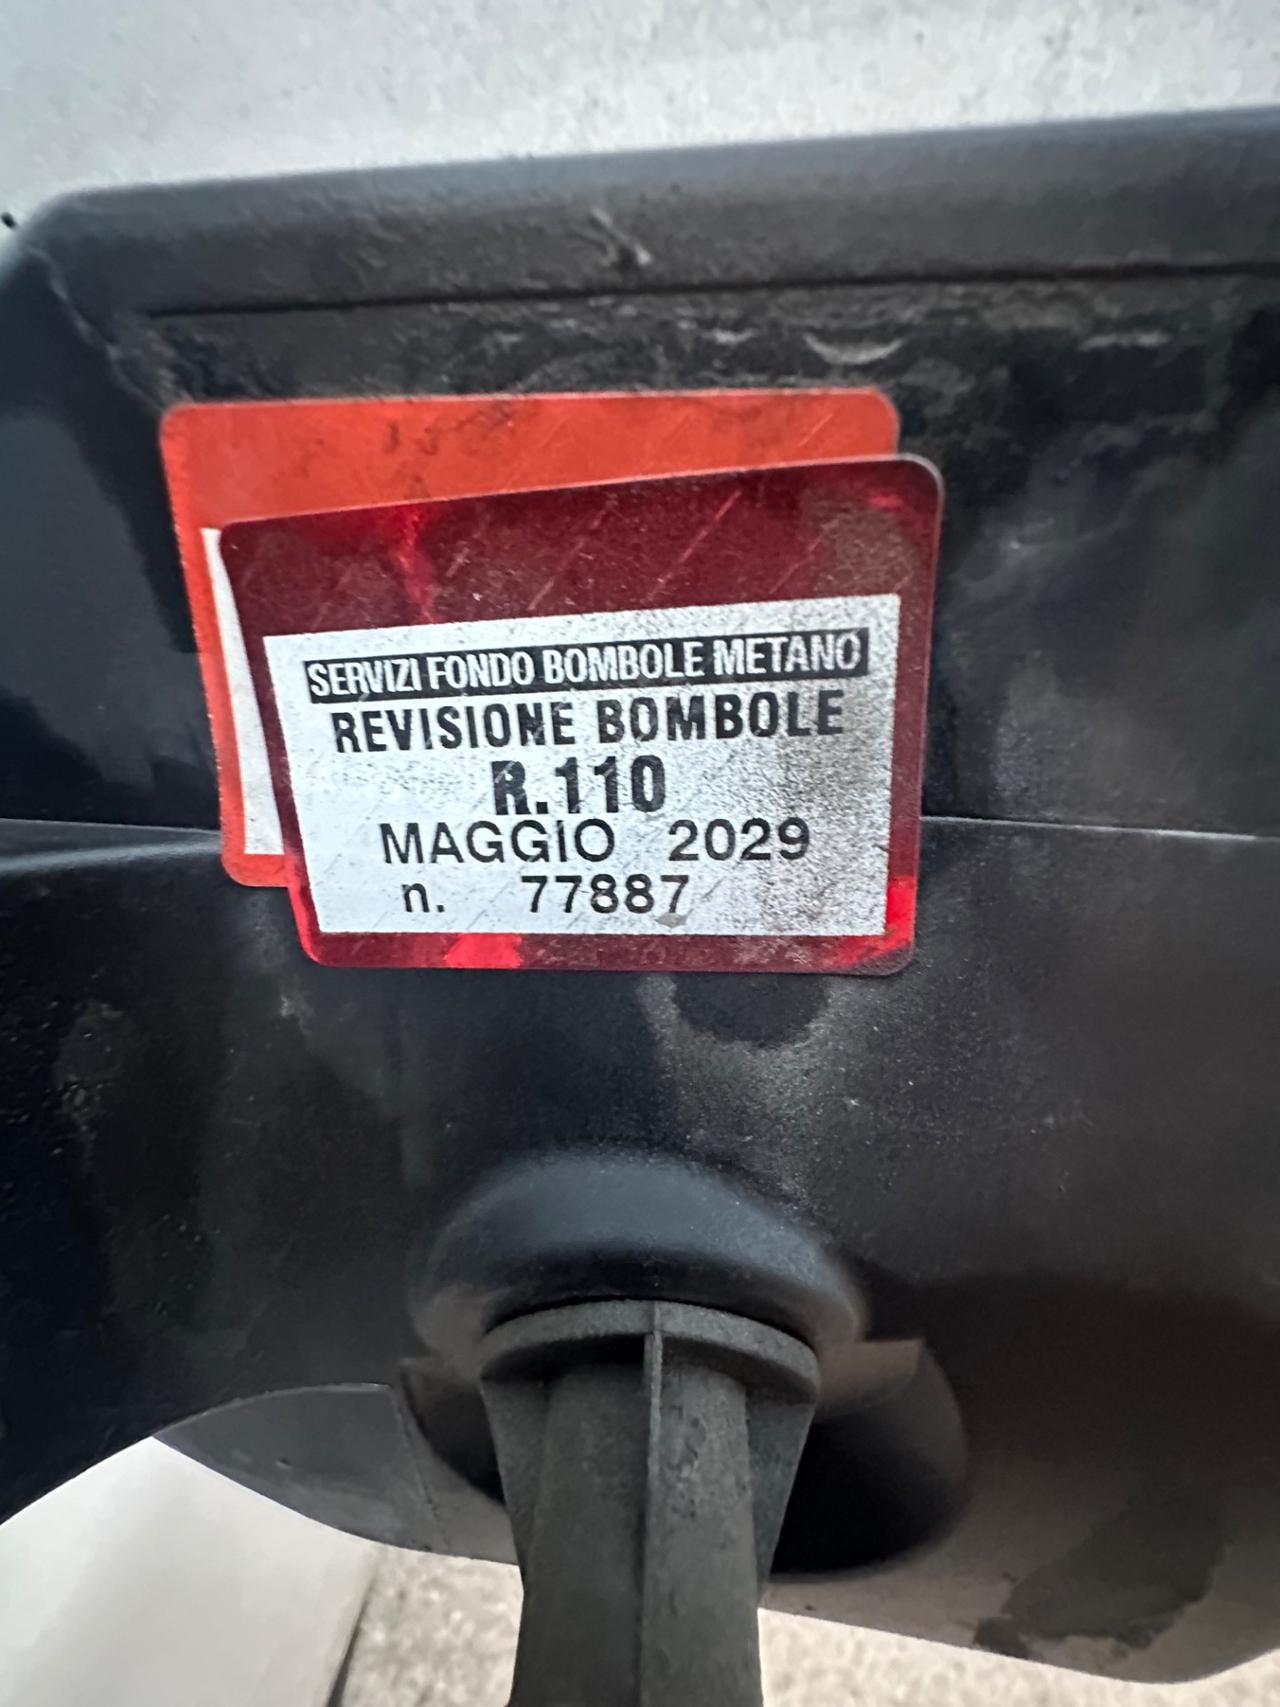 SERVIZI FONDO BOMBOLE METANO
REVISIONE BOMBOLE
R.110
MAGGIO 2029
n. 77887